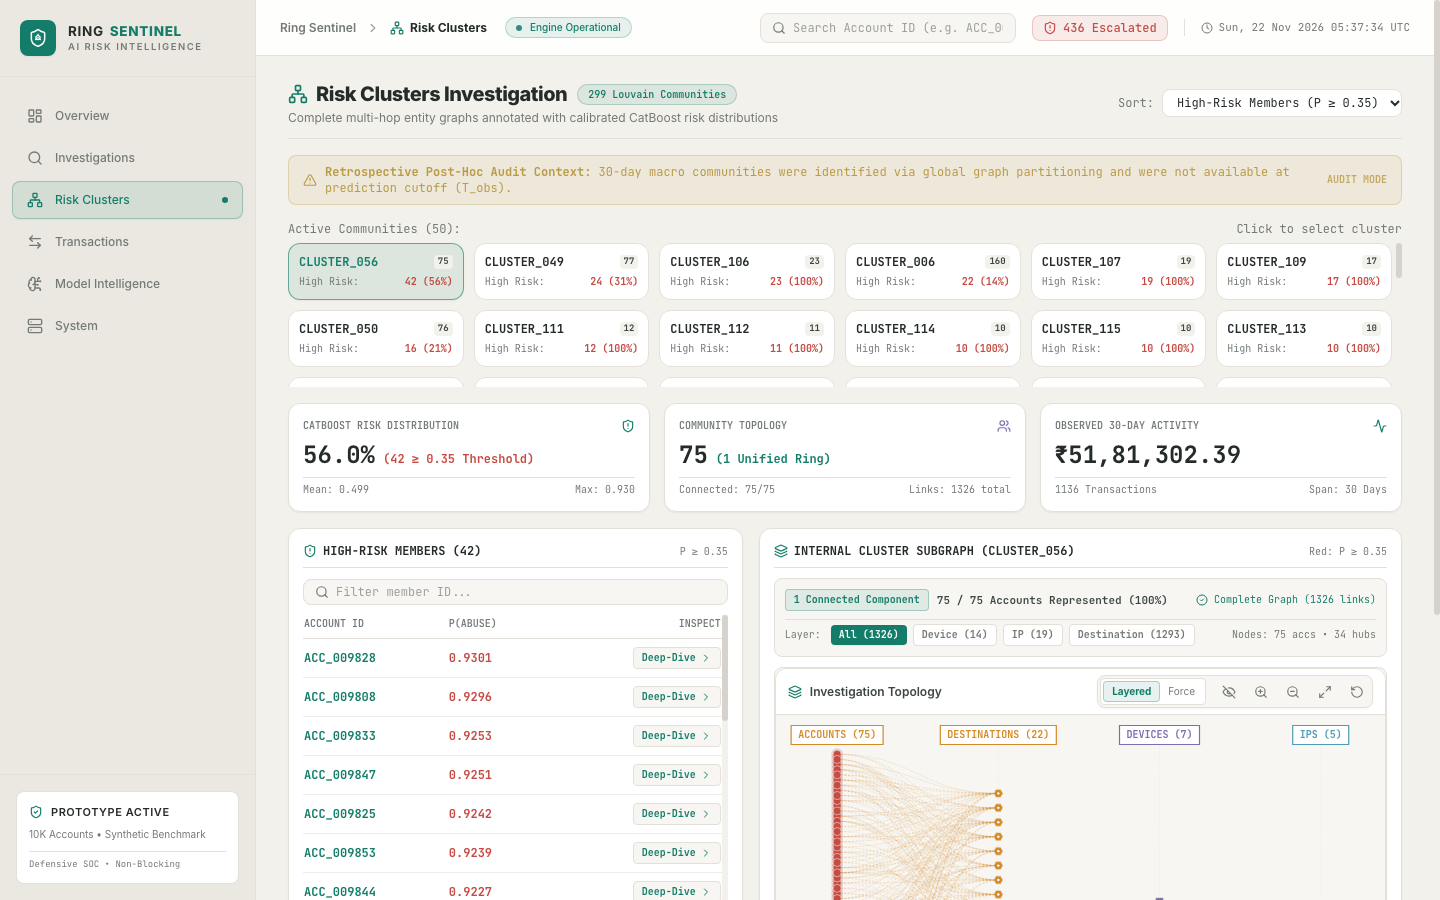 RING SENTINEL
AI RISK INTELLIGENCE
Overview
Investigations
Risk Clusters
Transactions
Model Intelligence
System
PROTOTYPE ACTIVE
10K Accounts • Synthetic Benchmark
Defensive SOC • Non-Blocking
Ring Sentinel
Risk Clusters
Engine Operational
Search Account ID (e.g. ACC_0
436 Escalated
Sun, 22 Nov 2026 05:37:34 UTC
Risk Clusters Investigation
299 Louvain Communities
Complete multi-hop entity graphs annotated with calibrated CatBoost risk distributions
Sort:
High-Risk Members (P ≥ 0.35)
Retrospective Post-Hoc Audit Context: 30-day macro communities were identified via global graph partitioning and were not available at
prediction cutoff (T_obs).
AUDIT MODE
Active Communities (50):
Click to select cluster
CLUSTER_056 75
High Risk: 42 (56%)
CLUSTER_049 77
High Risk: 24 (31%)
CLUSTER_106 23
High Risk: 23 (100%)
CLUSTER_006 160
High Risk: 22 (14%)
CLUSTER_107 19
High Risk: 19 (100%)
CLUSTER_109 17
High Risk: 17 (100%)
CLUSTER_050 76
High Risk: 16 (21%)
CLUSTER_111 12
High Risk: 12 (100%)
CLUSTER_112 11
High Risk: 11 (100%)
CLUSTER_114 10
High Risk: 10 (100%)
CLUSTER_115 10
High Risk: 10 (100%)
CLUSTER_113 10
High Risk: 10 (100%)
CATBOOST RISK DISTRIBUTION
56.0% (42 ≥ 0.35 Threshold)
Mean: 0.499 Max: 0.930
COMMUNITY TOPOLOGY
75 (1 Unified Ring)
Connected: 75/75 Links: 1326 total
OBSERVED 30-DAY ACTIVITY
₹51,81,302.39
1136 Transactions Span: 30 Days
HIGH-RISK MEMBERS (42) P ≥ 0.35
Filter member ID...
ACCOUNT ID P(ABUSE) INSPECT
ACC_009828 0.9301 Deep-Dive
ACC_009808 0.9296 Deep-Dive
ACC_009833 0.9253 Deep-Dive
ACC_009847 0.9251 Deep-Dive
ACC_009825 0.9242 Deep-Dive
ACC_009853 0.9239 Deep-Dive
ACC_009844 0.9227 Deep-Dive
INTERNAL CLUSTER SUBGRAPH (CLUSTER_056) Red: P ≥ 0.35
1 Connected Component 75 / 75 Accounts Represented (100%) Complete Graph (1326 links)
Layer: All (1326) Device (14) IP (19) Destination (1293) Nodes: 75 accs • 34 hubs
Investigation Topology
Layered Force
ACCOUNTS (75) DESTINATIONS (22) DEVICES (7) IPS (5)